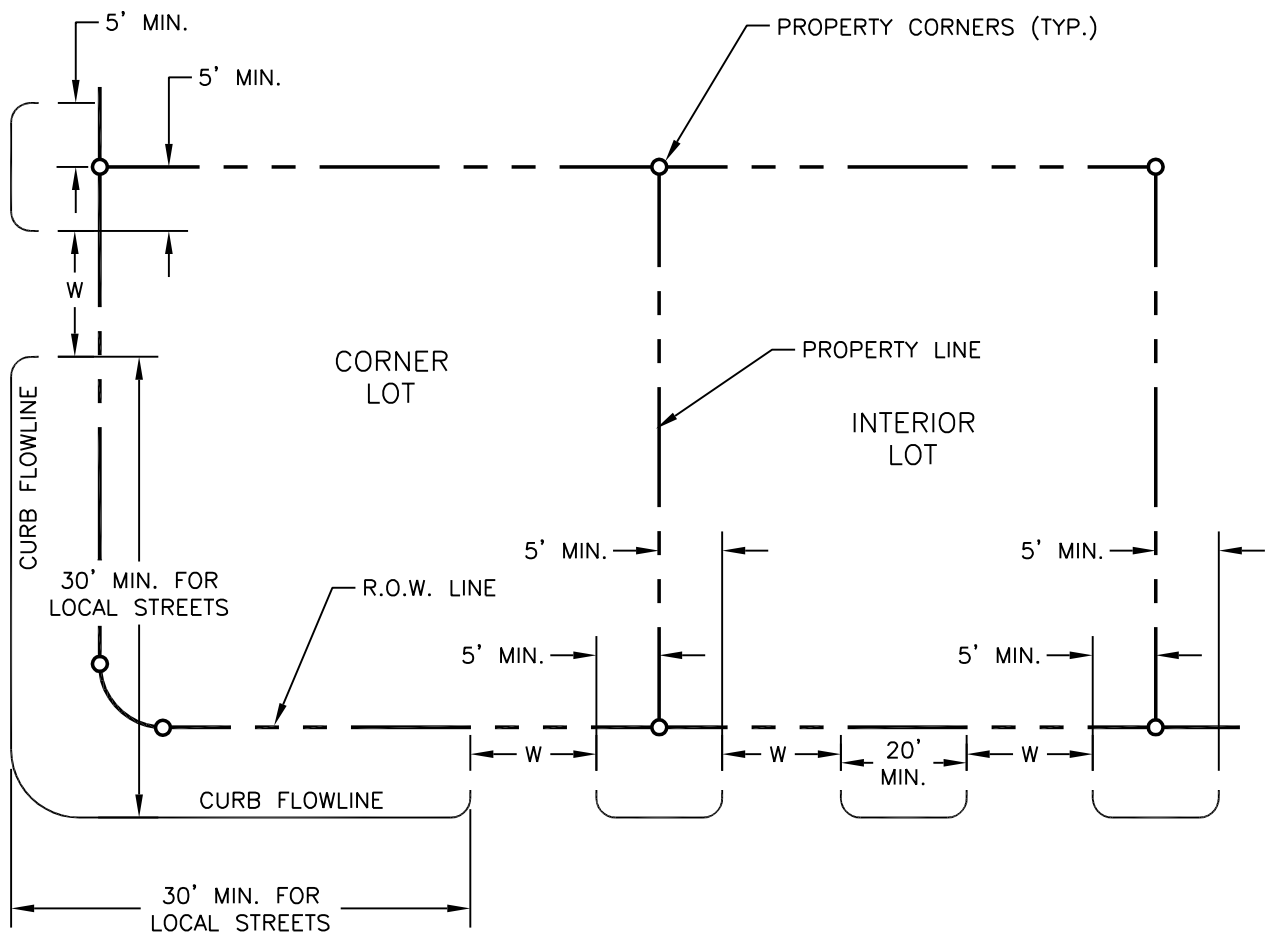 5' MIN.
PROPERTY CORNERS (TYP.)
5' MIN.
W
CORNER
LOT
PROPERTY LINE
INTERIOR
LOT
CURB FLOWLINE
5' MIN.
5' MIN.
30' MIN. FOR
LOCAL STREETS
R.O.W. LINE
5' MIN.
5' MIN.
W
W
20'
MIN.
W
CURB FLOWLINE
30' MIN. FOR
LOCAL STREETS